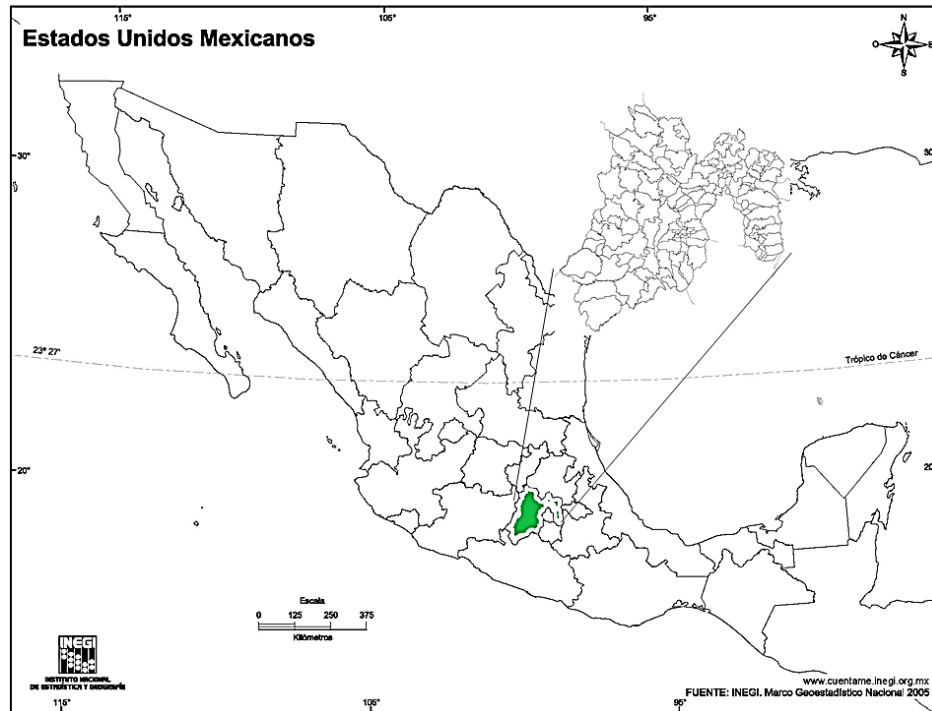 115°
105°
95°
Estados Unidos Mexicanos
N
O
E
S
30°
30
23° 27'
Trópico de Cáncer
20°
20
Escala
0 125 250 375
Kilómetros
INEGI
INSTITUTO NACIONAL
DE ESTADÍSTICA Y GEOGRAFÍA
www.cuentame.inegi.org.mx
FUENTE: INEGI. Marco Geoestadístico Nacional 2005
115°
105°
95°